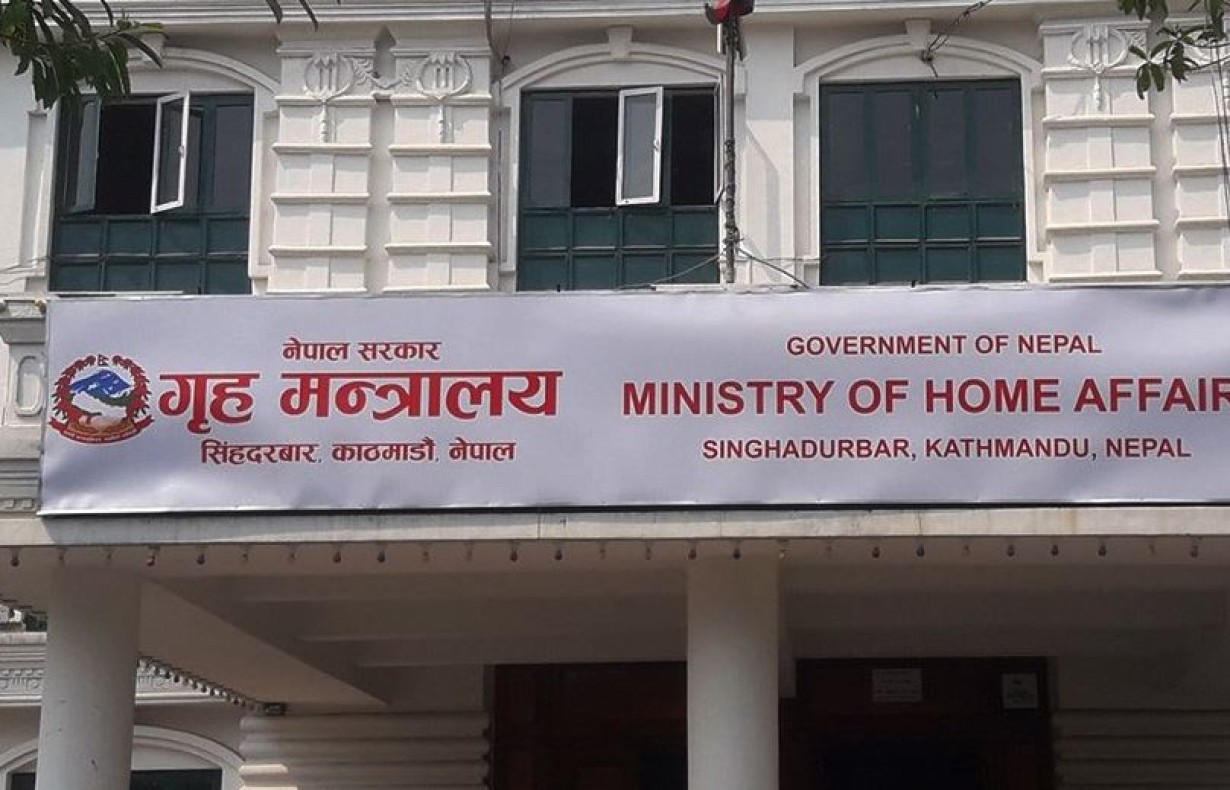 नेपाल सरकार
गृह मन्त्रालय
सिंहदरबार, काठमाडौं, नेपाल
GOVERNMENT OF NEPAL
MINISTRY OF HOME AFFAIR
SINGHADURBAR, KATHMANDU, NEPAL